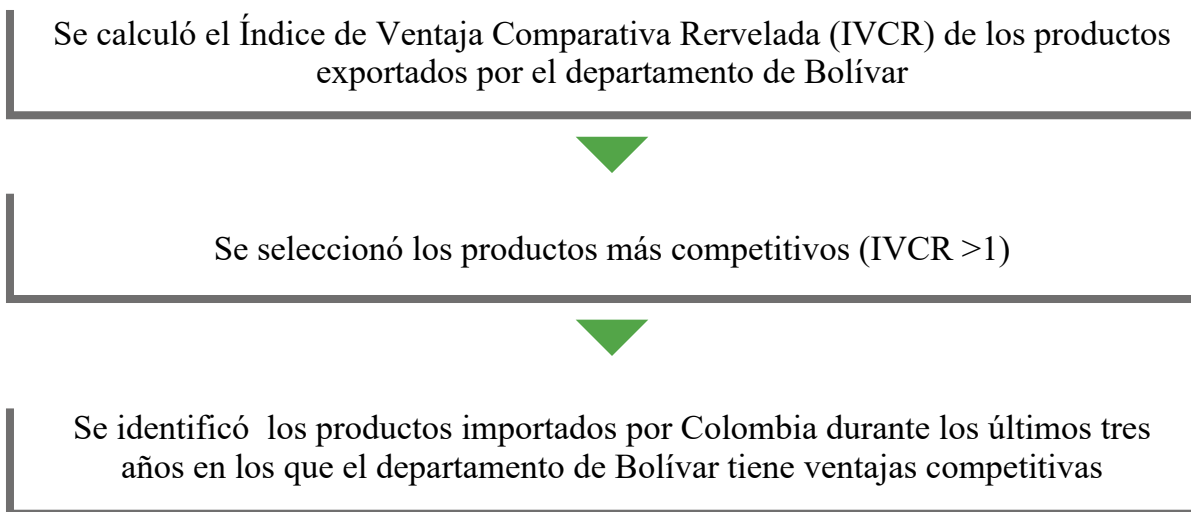 Se calculó el Índice de Ventaja Comparativa Rervelada (IVCR) de los productos
exportados por el departamento de Bolívar
Se seleccionó los productos más competitivos (IVCR >1)
Se identificó  los productos importados por Colombia durante los últimos tres
años en los que el departamento de Bolívar tiene ventajas competitivas